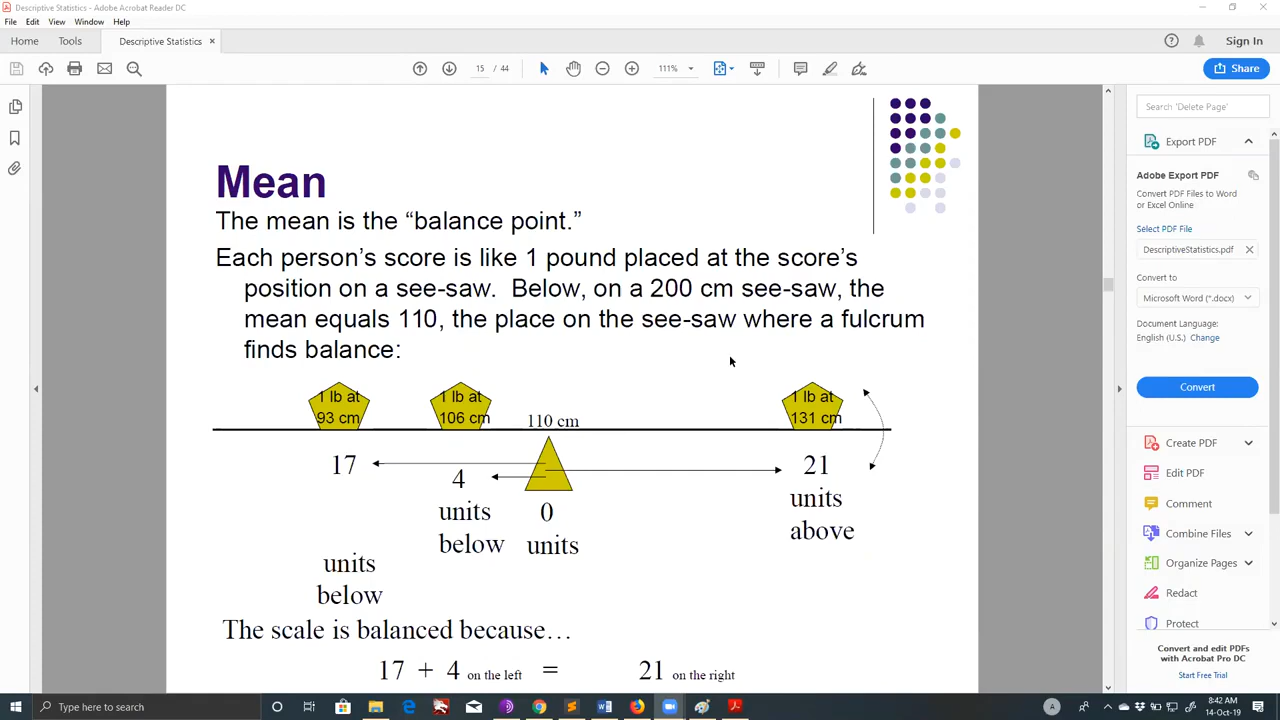 Descriptive Statistics - Adobe Acrobat Reader DC
File Edit View Window Help
Home Tools Descriptive Statistics × Sign In
15 / 44 111% Share
Search 'Delete Page'
Export PDF
Adobe Export PDF
Convert PDF Files to Word
or Excel Online
Select PDF File
DescriptiveStatistics.pdf
Convert to
Microsoft Word (*.docx)
Document Language:
English (U.S.) Change
Convert
Create PDF
Edit PDF
Comment
Combine Files
Organize Pages
Redact
Protect
Convert and edit PDFs
with Acrobat Pro DC
Start Free Trial
Mean
The mean is the “balance point.”
Each person’s score is like 1 pound placed at the score’s
position on a see-saw. Below, on a 200 cm see-saw, the
mean equals 110, the place on the see-saw where a fulcrum
finds balance:
1 lb at
93 cm
1 lb at
106 cm
110 cm
1 lb at
131 cm
17
units
below
4
units
below
0
units
21
units
above
The scale is balanced because…
17 + 4 on the left = 21 on the right
Type here to search
8:42 AM
14-Oct-19